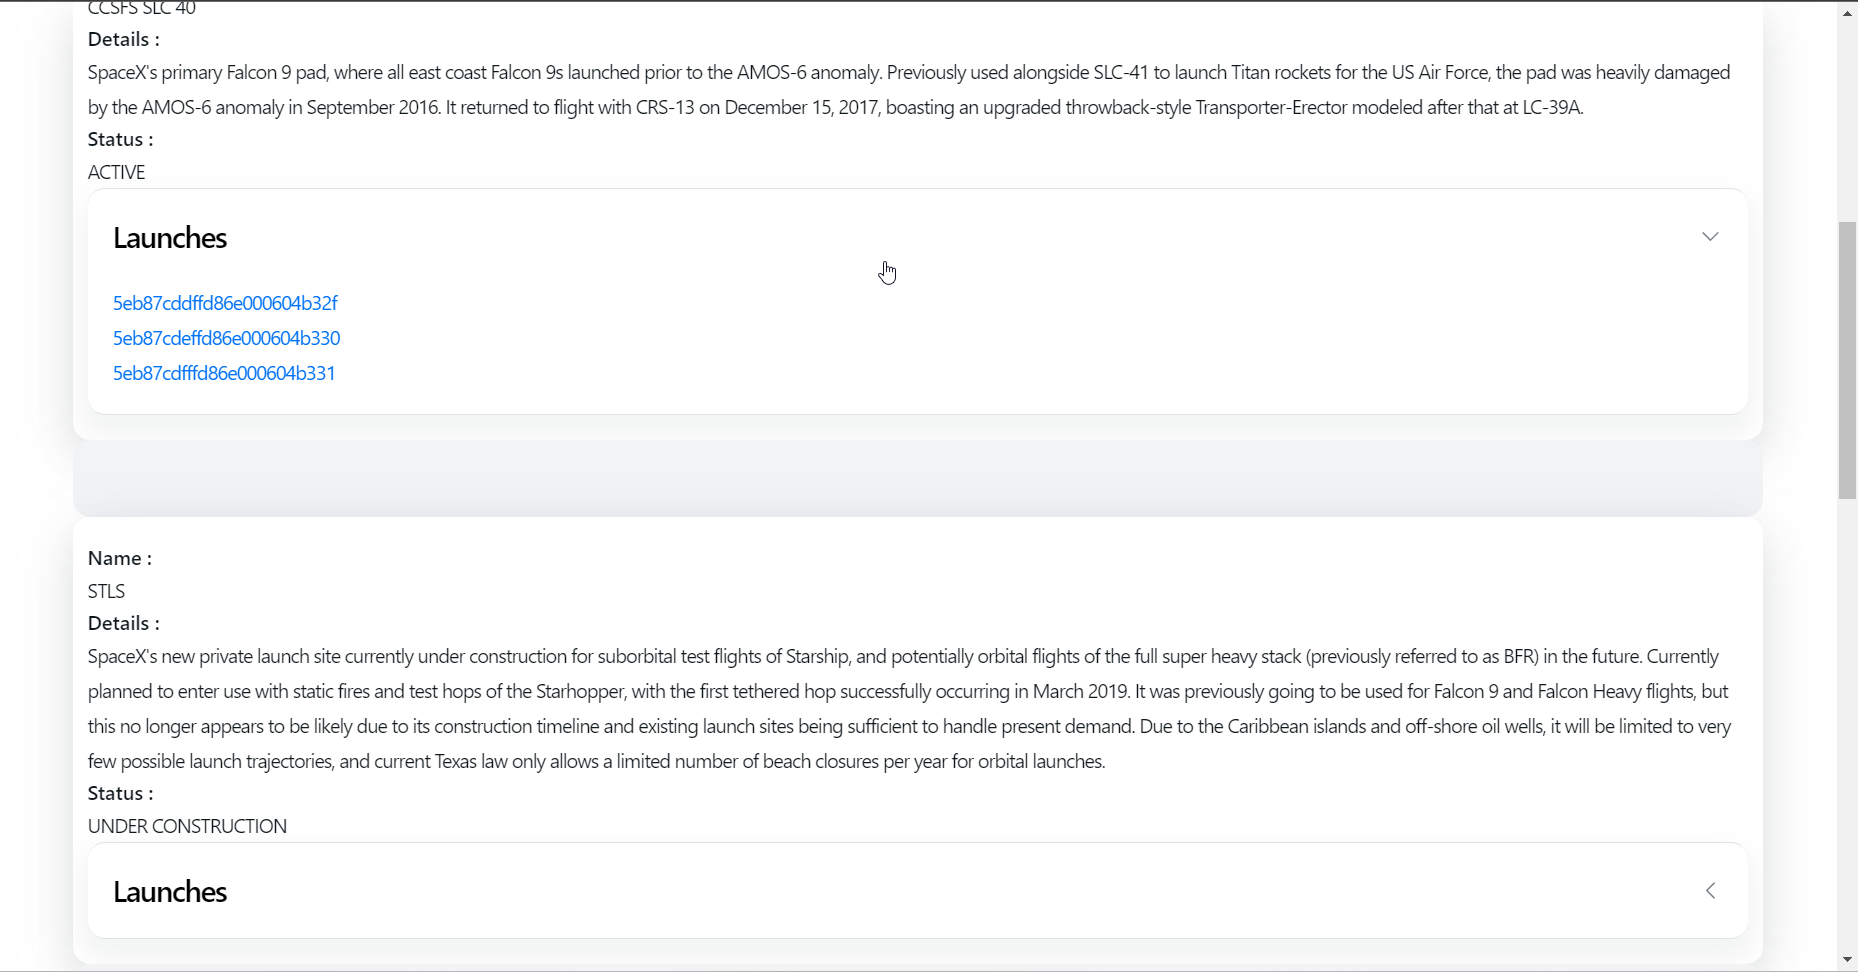 CCSFS SLC 40
Details :
SpaceX's primary Falcon 9 pad, where all east coast Falcon 9s launched prior to the AMOS-6 anomaly. Previously used alongside SLC-41 to launch Titan rockets for the US Air Force, the pad was heavily damaged
by the AMOS-6 anomaly in September 2016. It returned to flight with CRS-13 on December 15, 2017, boasting an upgraded throwback-style Transporter-Erector modeled after that at LC-39A.
Status :
ACTIVE
Launches
5eb87cddffd86e000604b32f
5eb87cdeffd86e000604b330
5eb87cdfffd86e000604b331
Name :
STLS
Details :
SpaceX's new private launch site currently under construction for suborbital test flights of Starship, and potentially orbital flights of the full super heavy stack (previously referred to as BFR) in the future. Currently
planned to enter use with static fires and test hops of the Starhopper, with the first tethered hop successfully occurring in March 2019. It was previously going to be used for Falcon 9 and Falcon Heavy flights, but
this no longer appears to be likely due to its construction timeline and existing launch sites being sufficient to handle present demand. Due to the Caribbean islands and off-shore oil wells, it will be limited to very
few possible launch trajectories, and current Texas law only allows a limited number of beach closures per year for orbital launches.
Status :
UNDER CONSTRUCTION
Launches